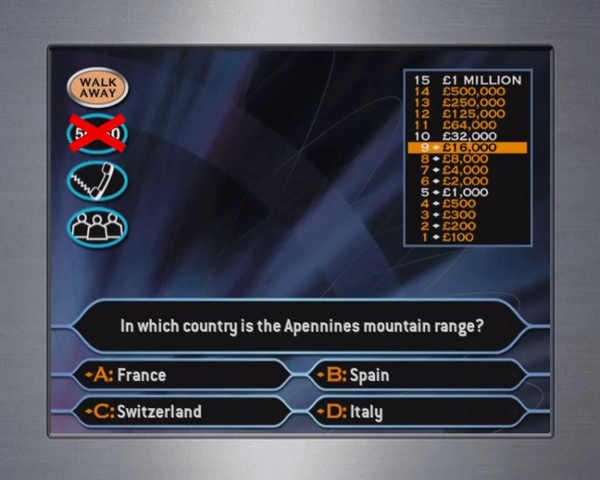 WALK
AWAY
15 £1 MILLION
14 £500,000
13 £250,000
12 £125,000
11 £64,000
10 £32,000
9 £16,000
8 £8,000
7 £4,000
6 £2,000
5 £1,000
4 £500
3 £300
2 £200
1 £100
In which country is the Apennines mountain range?
A: France
B: Spain
C: Switzerland
D: Italy